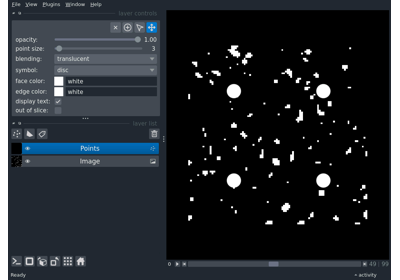 File View Plugins Window Help
layer controls
opacity: 1.00
point size: 3
blending: translucent
symbol: disc
face color: white
edge color: white
display text:
out of slice:
layer list
Points
Image
49 99
Ready
activity